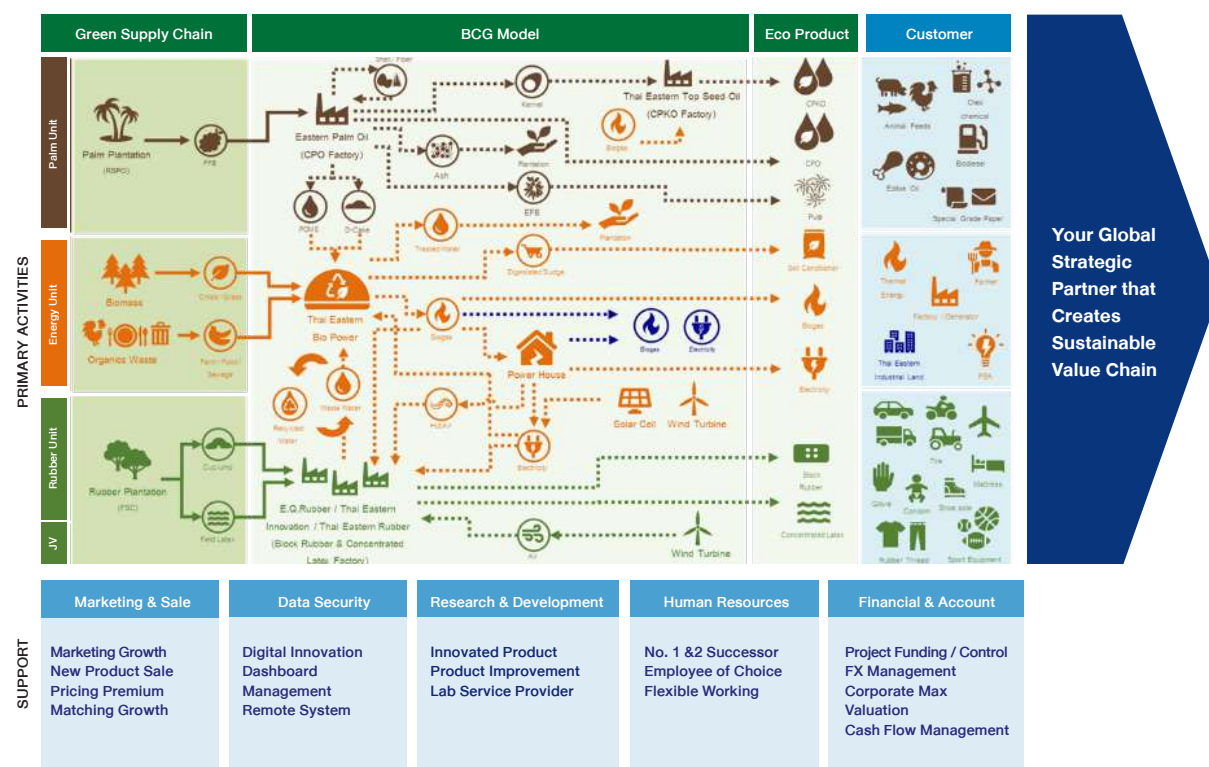 Green Supply Chain
BCG Model
Eco Product
Customer
PRIMARY ACTIVITIES
Palm Unit
Energy Unit
Rubber Unit
JV
Palm Plantation
(RSPO)
FFB
Shell / Fiber
Eastern Palm Oil
(CPO Factory)
Kernel
Thai Eastern Top Seed Oil
(CPKO Factory)
Biogas
Ash
Plantation
EFB
POME
D-Cake
CPKO
CPO
Pulp
Animal Feeds
Oleo
chemical
Biodiesel
Edible Oil
Special Grade Paper
Biomass
Organics Waste
Sewage
Treated Water
Plantation
Digestated Sludge
Thai Eastern
Bio Power
Biogas
Power House
Biogas
Electricity
Waste Water
Recycled
Water
Solar Cell
Wind Turbine
Electricity
Soil Conditioner
Biogas
Electricity
Thermal
Energy
Farmer
Factory / Generator
Thai Eastern
Industrial Land
Rubber Plantation
(FSC)
Cup Lump
Field Latex
E.Q.Rubber / Thai Eastern
Innovation / Thai Eastern Rubber
(Block Rubber & Concentrated
Latex Factory)
Air
Wind Turbine
Block
Rubber
Concentrated Latex
Tire
Mattress
Glove
Condom
Shoe sole
Rubber Thread
Sport Equipment
Your Global
Strategic
Partner that
Creates
Sustainable
Value Chain
SUPPORT
Marketing & Sale
Marketing Growth
New Product Sale
Pricing Premium
Matching Growth
Data Security
Digital Innovation
Dashboard
Management
Remote System
Research & Development
Innovated Product
Product Improvement
Lab Service Provider
Human Resources
No. 1 &2 Successor
Employee of Choice
Flexible Working
Financial & Account
Project Funding / Control
FX Management
Corporate Max
Valuation
Cash Flow Management